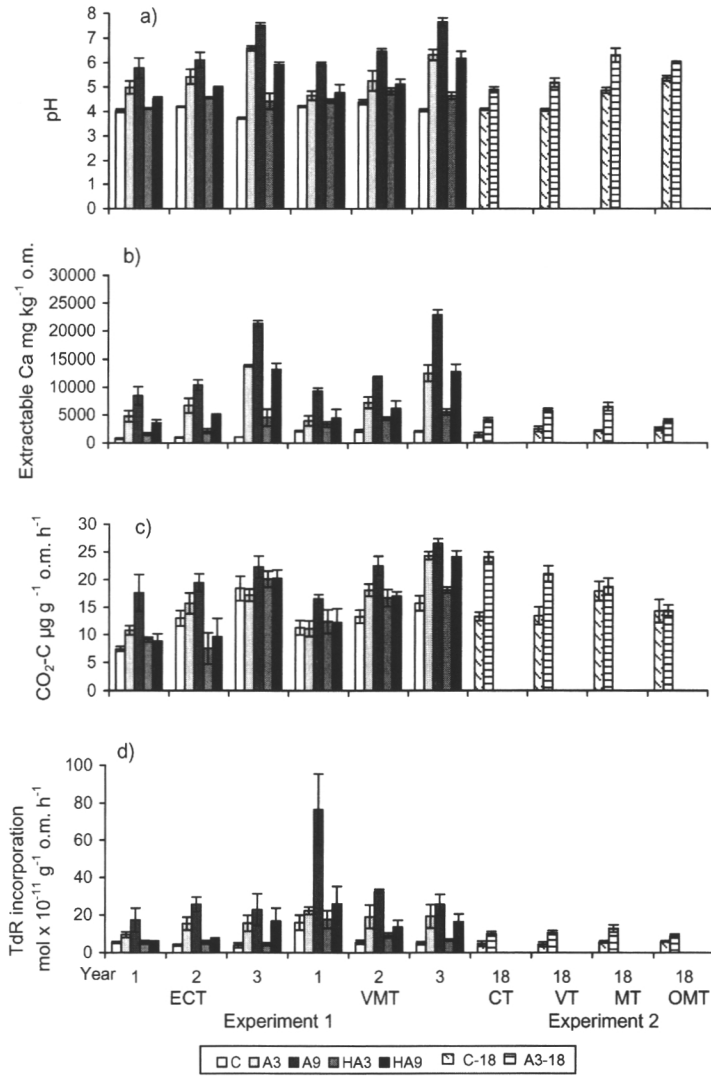 a)
8
7
6
5
4
3
2
1
0
pH
b)
30000
25000
20000
15000
10000
5000
0
Extractable Ca mg kg⁻¹ o.m.
c)
30
25
20
15
10
5
0
CO₂-C µg g⁻¹ o.m. h⁻¹
d)
100
80
60
40
20
0
TdR incorporation
mol x 10⁻¹¹ g⁻¹ o.m. h⁻¹
Year 1 2 3 1 2 3 18 18 18 18
ECT VMT CT VT MT OMT
Experiment 1 Experiment 2
C A3 A9 HA3 HA9 C-18 A3-18